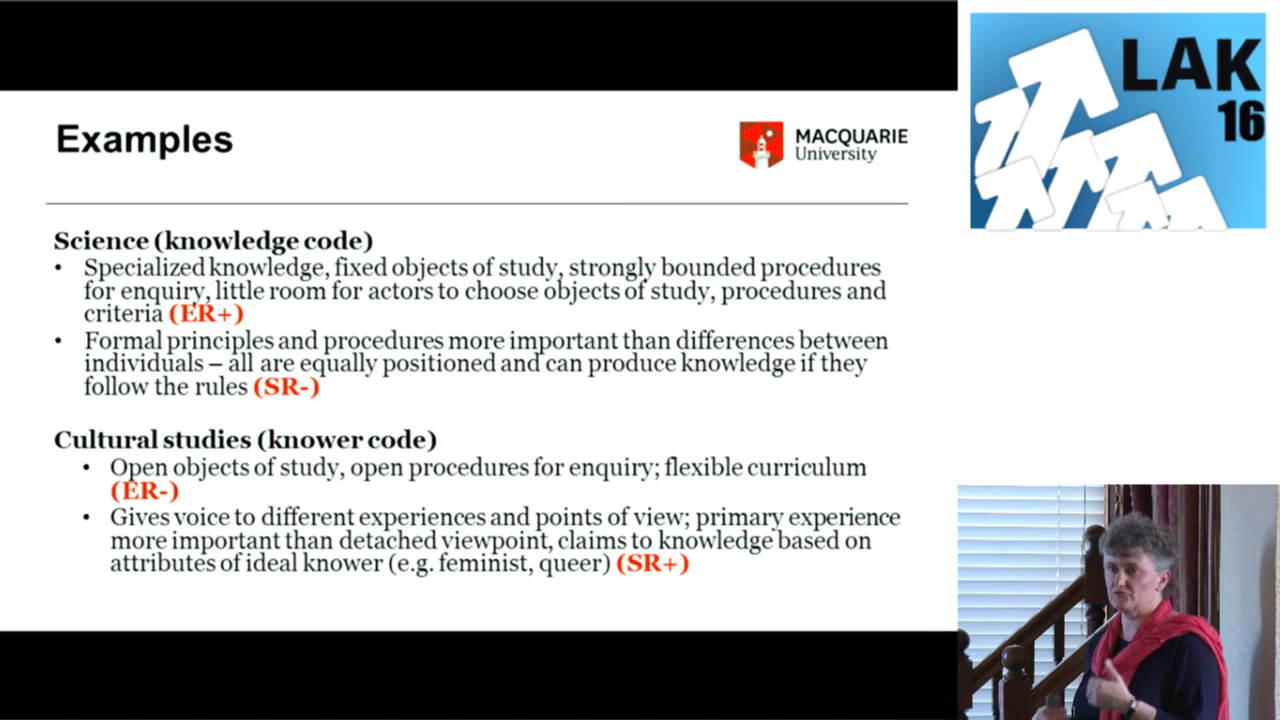 Examples
MACQUARIE
University
LAK
16
Science (knowledge code)
• Specialized knowledge, fixed objects of study, strongly bounded procedures
for enquiry, little room for actors to choose objects of study, procedures and
criteria (ER+)
• Formal principles and procedures more important than differences between
individuals – all are equally positioned and can produce knowledge if they
follow the rules (SR-)
Cultural studies (knower code)
• Open objects of study, open procedures for enquiry; flexible curriculum
(ER-)
• Gives voice to different experiences and points of view; primary experience
more important than detached viewpoint, claims to knowledge based on
attributes of ideal knower (e.g. feminist, queer) (SR+)